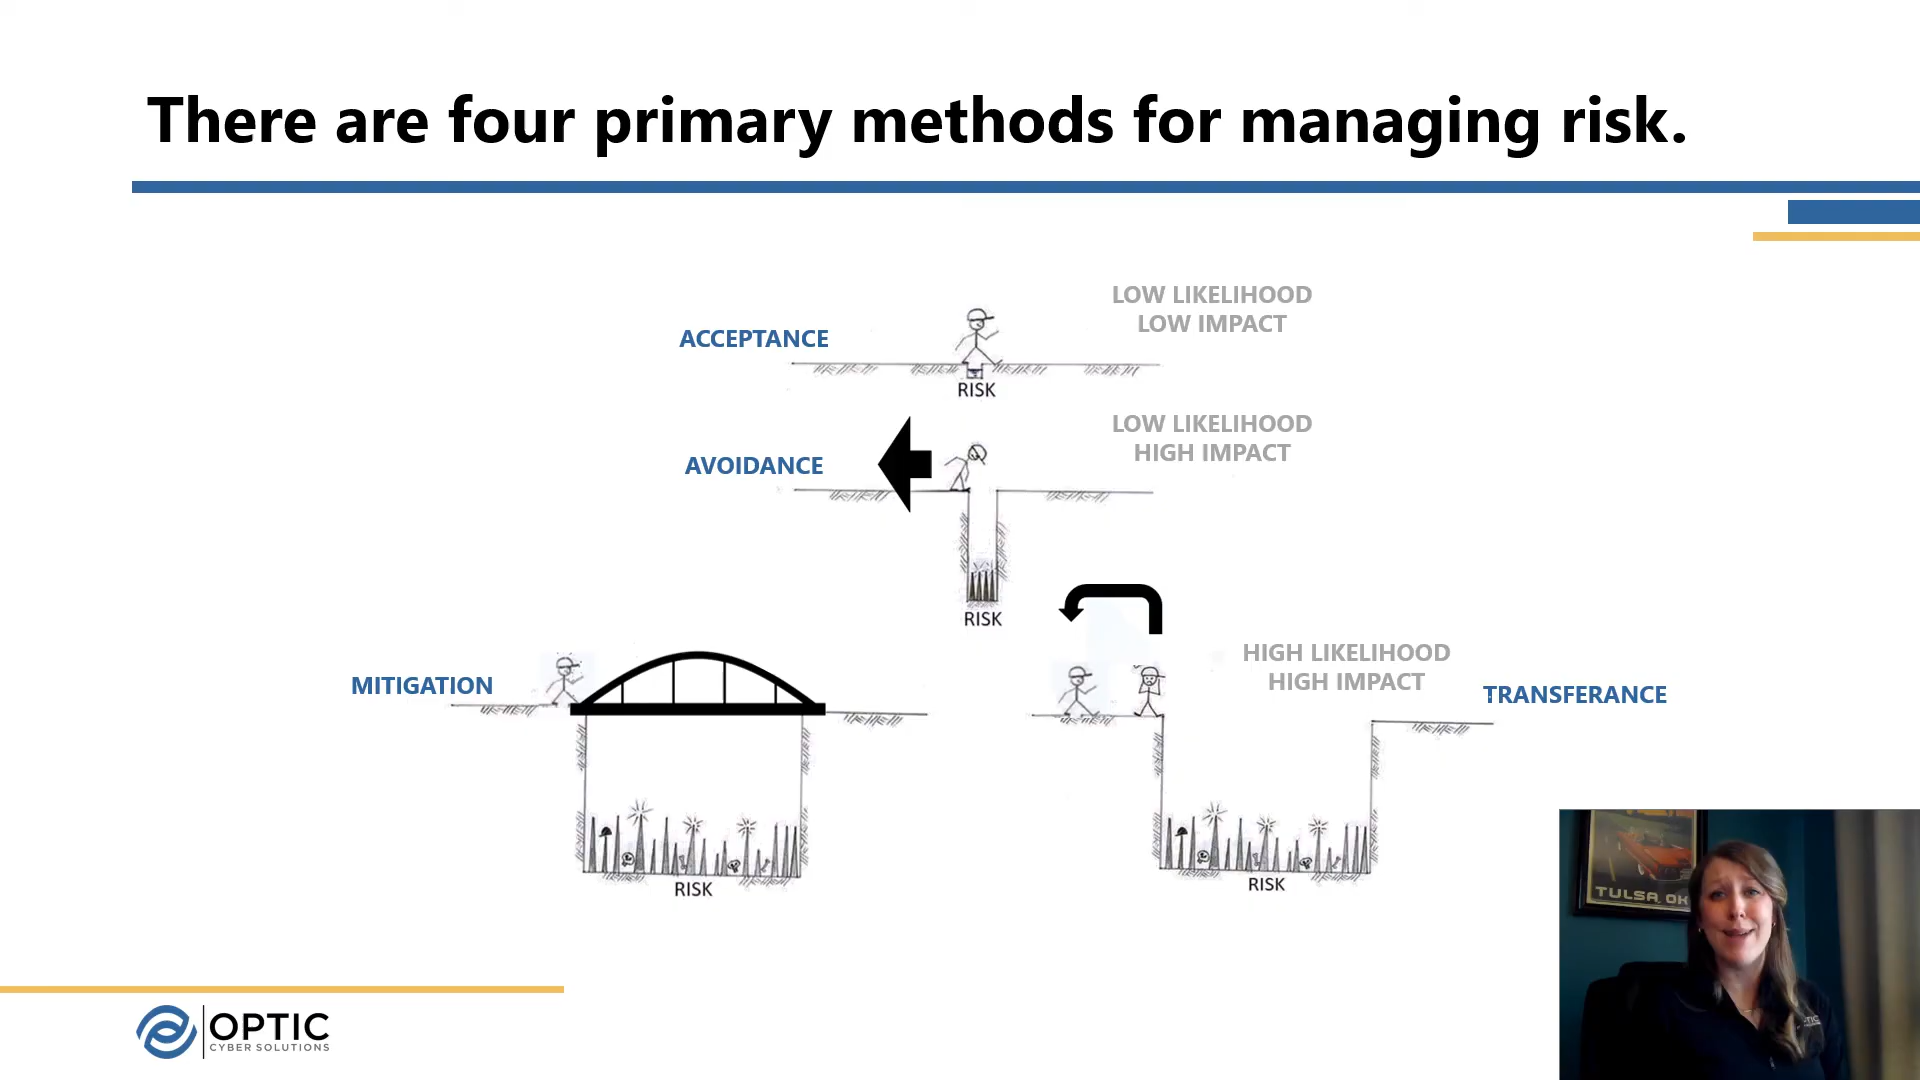 There are four primary methods for managing risk.
LOW LIKELIHOOD
LOW IMPACT
ACCEPTANCE
RISK
LOW LIKELIHOOD
HIGH IMPACT
AVOIDANCE
RISK
MITIGATION
HIGH LIKELIHOOD
HIGH IMPACT
TRANSFERANCE
RISK
RISK
TULSA, OK
OPTIC
CYBER SOLUTIONS